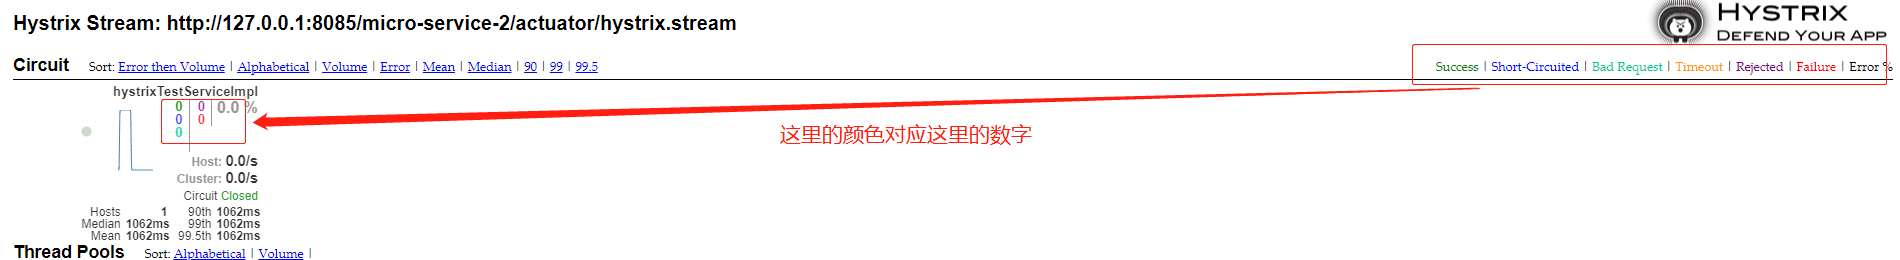 Hystrix Stream: http://127.0.0.1:8085/micro-service-2/actuator/hystrix.stream
HYSTRIX
DEFEND YOUR APP
Circuit Sort: Error then Volume | Alphabetical | Volume | Error | Mean | Median | 90 | 99 | 99.5
Success | Short-Circuited | Bad Request | Timeout | Rejected | Failure | Error %
hystrixTestServiceImpl
0 0 0.0 %
0 0
0
这里的颜色对应这里的数字
Host: 0.0/s
Cluster: 0.0/s
Circuit Closed
Hosts 1 90th 1062ms
Median 1062ms 99th 1062ms
Mean 1062ms 99.5th 1062ms
Thread Pools Sort: Alphabetical | Volume |